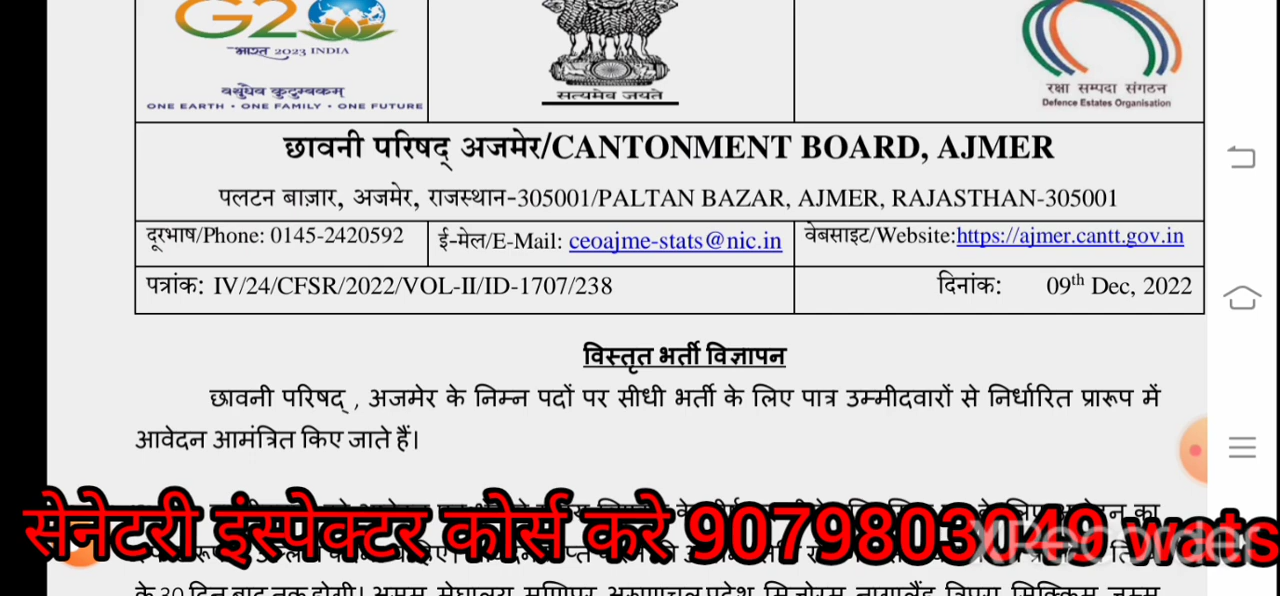 G20
भारत 2023 INDIA
वसुधैव कुटुम्बकम्
ONE EARTH • ONE FAMILY • ONE FUTURE
सत्यमेव जयते
रक्षा सम्पदा संगठन
Defence Estates Organisation
छावनी परिषद् अजमेर/CANTONMENT BOARD, AJMER
पलटन बाज़ार, अजमेर, राजस्थान-305001/PALTAN BAZAR, AJMER, RAJASTHAN-305001
दूरभाष/Phone: 0145-2420592
ई-मेल/E-Mail: ceoajme-stats@nic.in
वेबसाइट/Website:https://ajmer.cantt.gov.in
पत्रांक: IV/24/CFSR/2022/VOL-II/ID-1707/238
दिनांक: 09th Dec, 2022
विस्तृत भर्ती विज्ञापन
छावनी परिषद् , अजमेर के निम्न पदों पर सीधी भर्ती के लिए पात्र उम्मीदवारों से निर्धारित प्रारूप में
आवेदन आमंत्रित किए जाते हैं।
सेनेटरी इंस्पेक्टर कोर्स करे 9079803049 wats
XRecorder
के 30 दिन बाद तक होगी। असम, मेघालय, मणिपुर, अरुणाचल प्रदेश, मिजोरम, नागालैंड, त्रिपुरा, सिक्किम, जम्मू